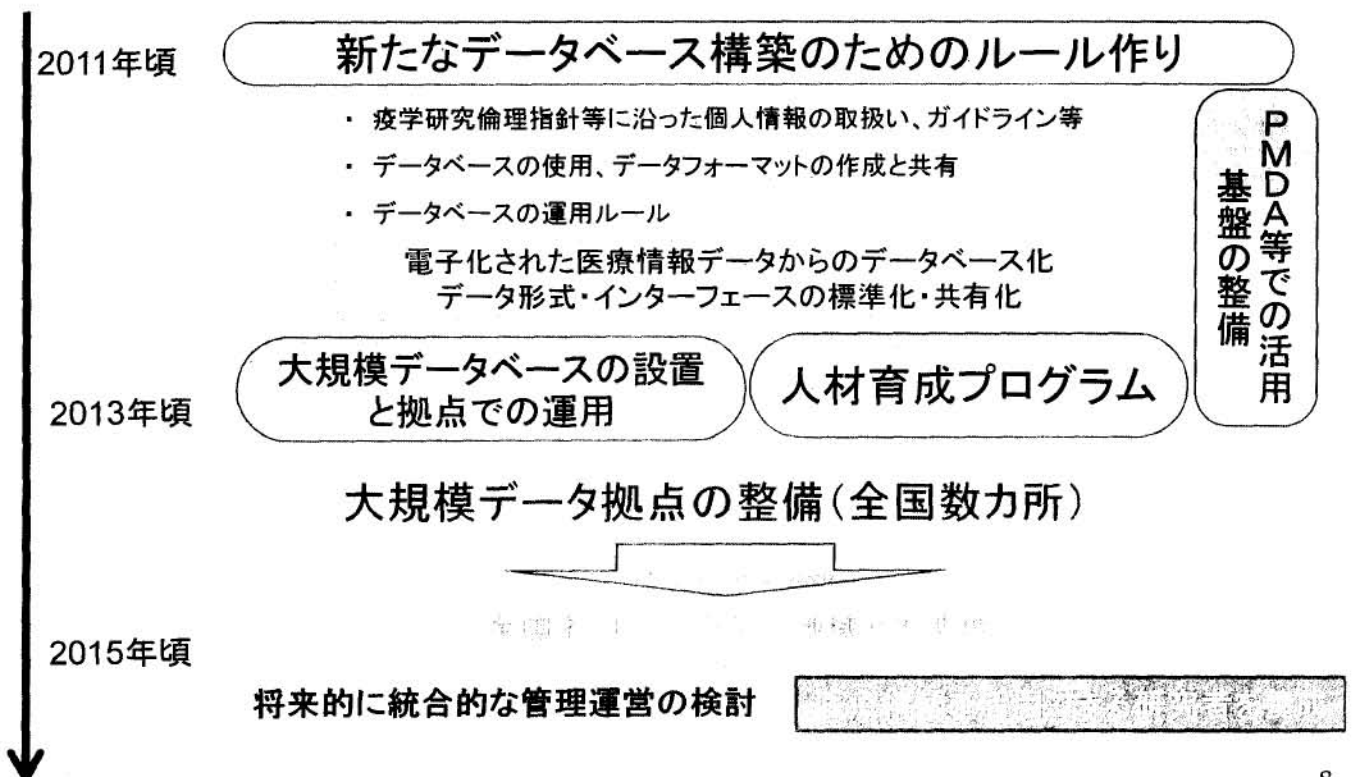 2011年頃
新たなデータベース構築のためのルール作り
・ 疫学研究倫理指針等に沿った個人情報の取扱い、ガイドライン等
・ データベースの使用、データフォーマットの作成と共有
・ データベースの運用ルール
電子化された医療情報データからのデータベース化
データ形式・インターフェースの標準化・共有化
PMDA等での活用
基盤の整備
2013年頃
大規模データベースの設置
と拠点での運用
人材育成プログラム
大規模データ拠点の整備(全国数カ所)
2015年頃
将来的に統合的な管理運営の検討
8